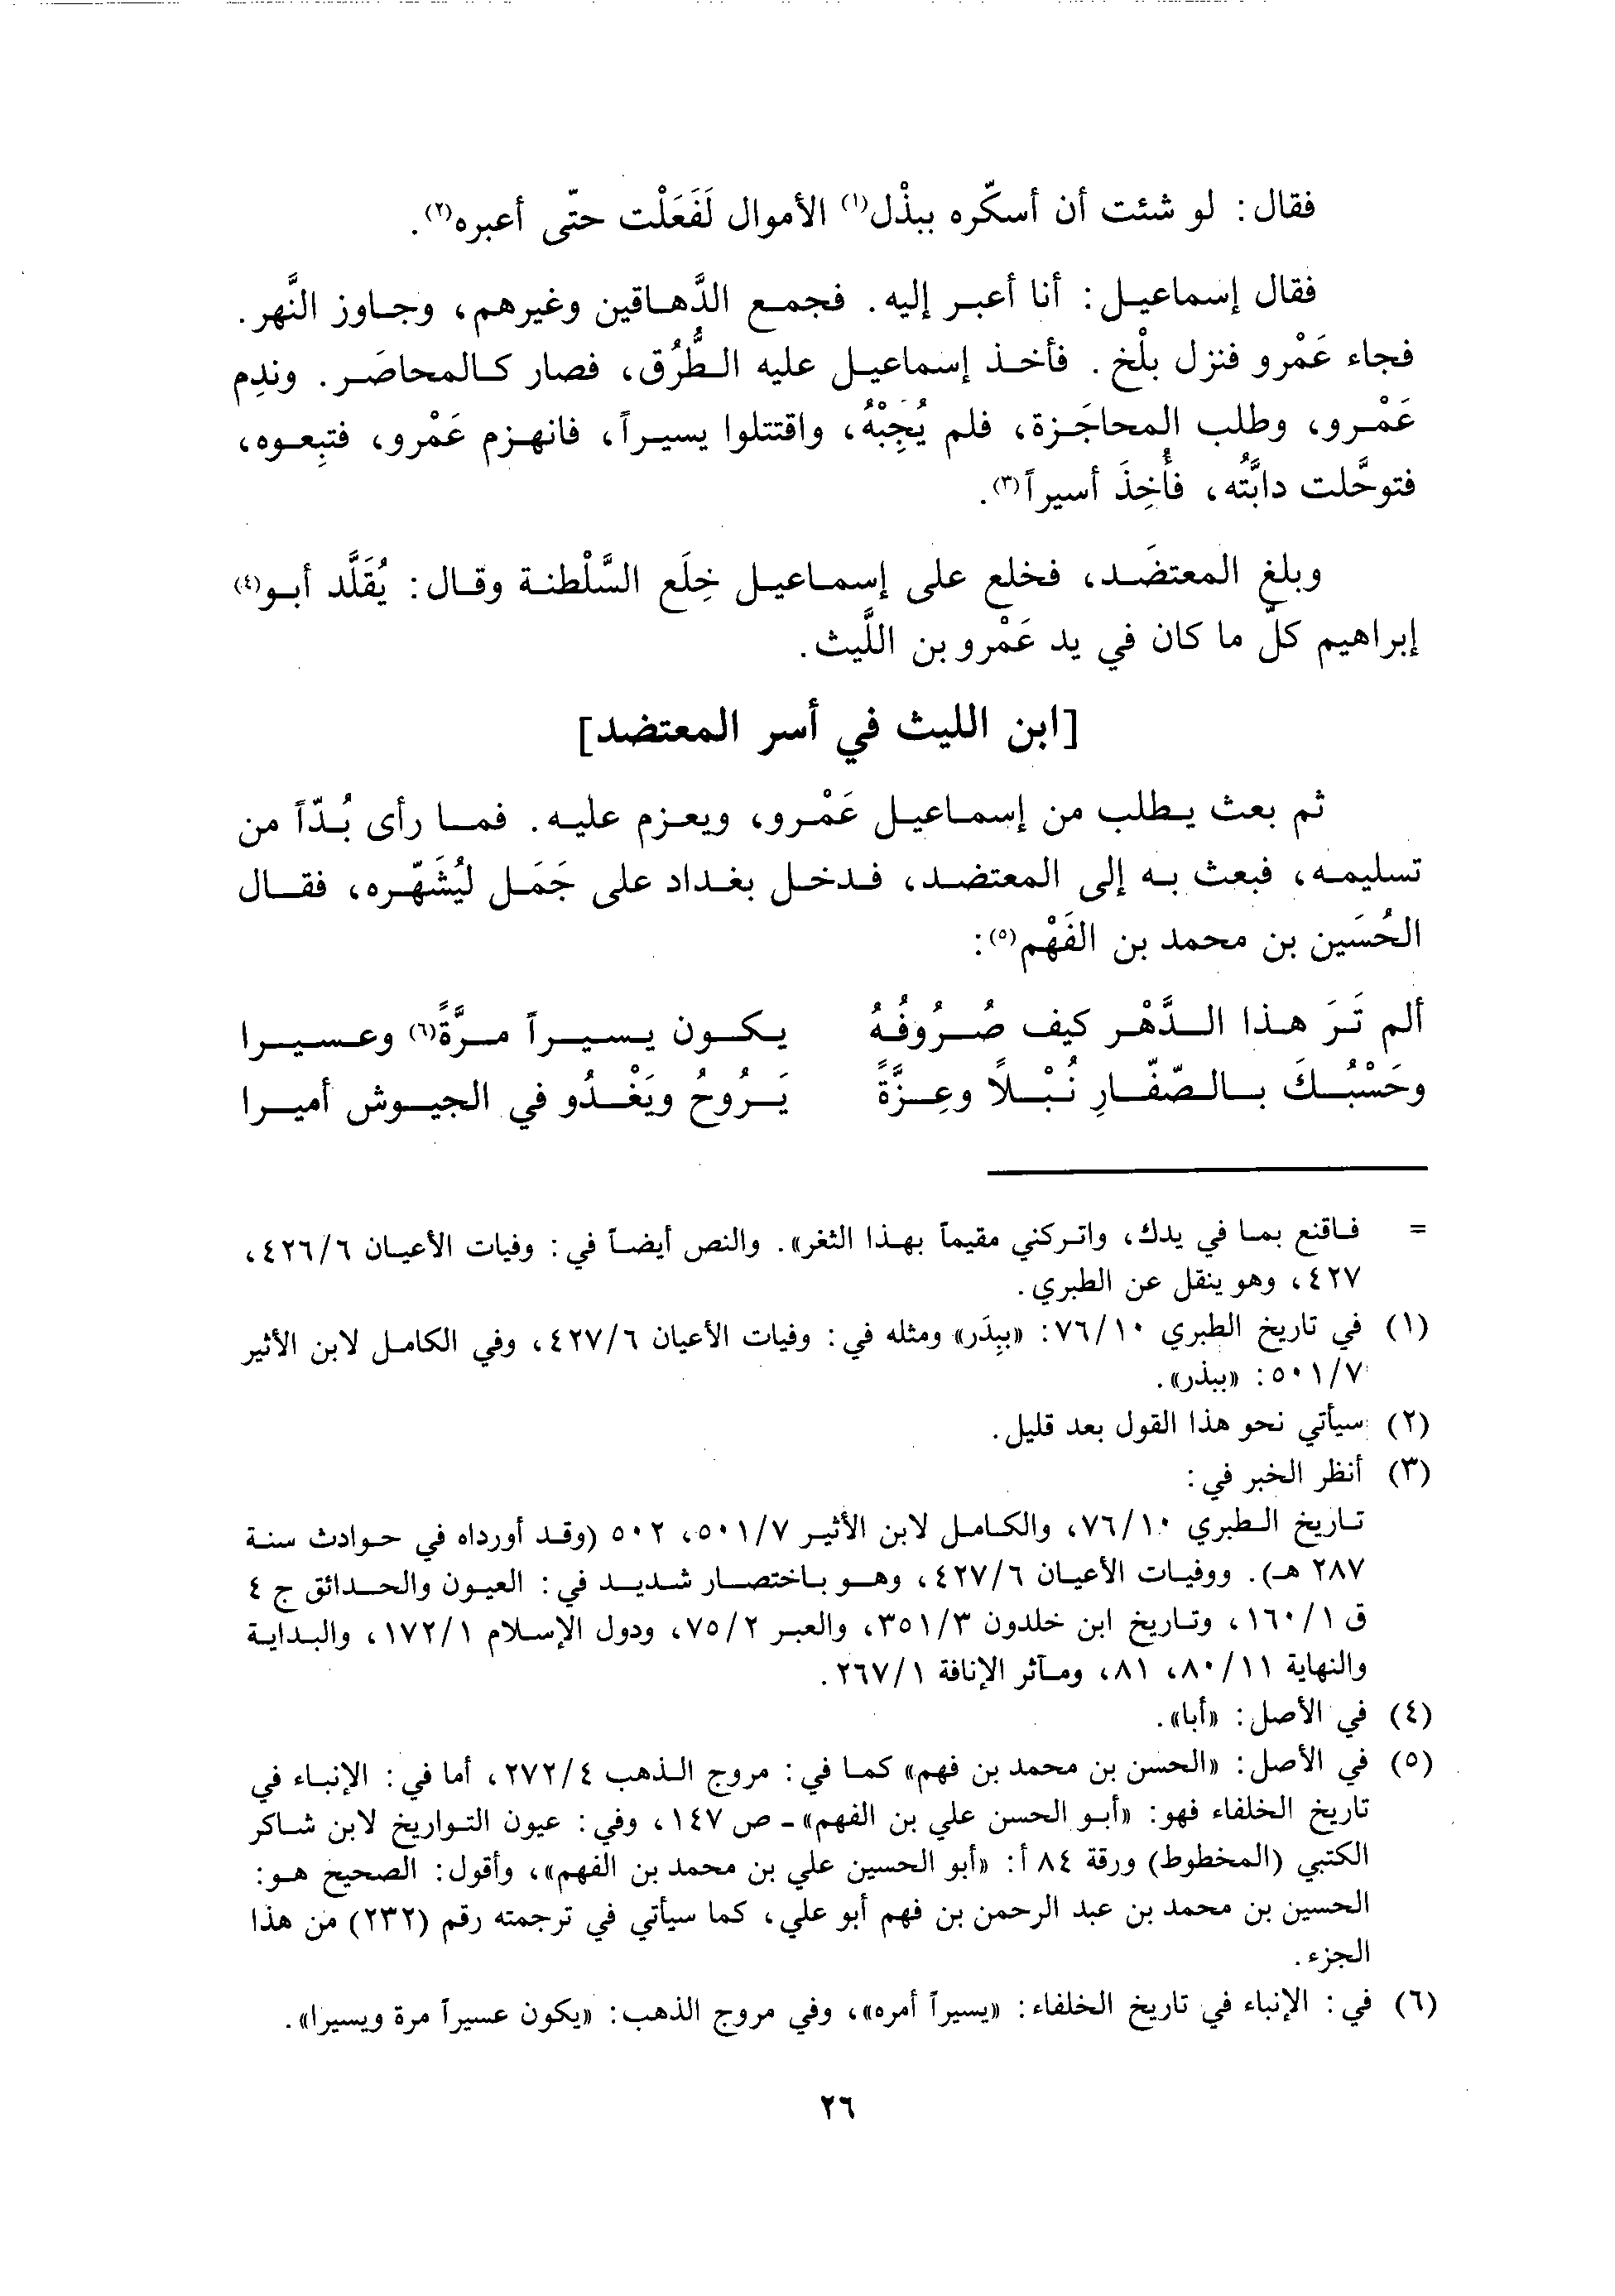 فقال: لو شئت أن أسكّره ببذْل(١) الأموال لَفَعَلْت حتّى أعبره(٢).
فقال إسماعيل: أنا أعبر إليه. فجمع الدَّهاقين وغيرهم، وجاوز النَّهر.
فجاء عَمْرو فنزل بلْخ. فأخذ إسماعيل عليه الطُّرُق، فصار كالمحاصَر. وندِم
عَمْرو، وطلب المحاجَزة، فلم يُجِبْهُ، واقتتلوا يسيراً، فانهزم عَمْرو، فتبِعوه،
فتوحَّلت دابَّتُه، فأُخِذَ أسيراً(٣).
وبلغ المعتضَد، فخلع على إسماعيل خِلَع السَّلْطنة وقال: يُقَلَّد أبو(٤)
إبراهيم كلّ ما كان في يد عَمْرو بن اللَّيث.
[ابن الليث في أسر المعتضد]
ثم بعث يطلب من إسماعيل عَمْرو، ويعزم عليه. فما رأى بُدّاً من
تسليمه، فبعث به إلى المعتضد، فدخل بغداد على جَمَل ليُشَهّره، فقال
الحُسَين بن محمد بن الفَهْم(٥):
ألم تَرَ هذا الدَّهْر كيف صُرُوفُهُ يكون يسيراً مرَّةً(٦) وعسيرا
وحَسْبُكَ بالصّفّارِ نُبْلاً وعِزَّةً يَرُوحُ ويَغْدُو في الجيوش أميرا
= فاقنع بما في يدك، واتركني مقيماً بهذا الثغر». والنص أيضاً في: وفيات الأعيان ٤٢٦/٦،
٤٢٧، وهو ينقل عن الطبري.
(١) في تاريخ الطبري ٧٦/١٠: «ببِدَر» ومثله في: وفيات الأعيان ٤٢٧/٦، وفي الكامل لابن الأثير
٥٠١/٧: «ببذر».
(٢) سيأتي نحو هذا القول بعد قليل.
(٣) أنظر الخبر في:
تاريخ الطبري ٧٦/١٠، والكامل لابن الأثير ٥٠١/٧، ٥٠٢ (وقد أورداه في حوادث سنة
٢٨٧ هـ). ووفيات الأعيان ٤٢٧/٦، وهو باختصار شديد في: العيون والحدائق ج ٤
ق ١٦٠/١، وتاريخ ابن خلدون ٣٥١/٣، والعبر ٧٥/٢، ودول الإسلام ١٧٢/١، والبداية
والنهاية ٨٠/١١، ٨١، ومآثر الإنافة ٢٦٧/١.
(٤) في الأصل: «أبا».
(٥) في الأصل: «الحسن بن محمد بن فهم» كما في: مروج الذهب ٢٧٢/٤، أما في: الإنباء في
تاريخ الخلفاء فهو: «أبو الحسن علي بن الفهم» - ص ١٤٧، وفي: عيون التواريخ لابن شاكر
الكتبي (المخطوط) ورقة ٨٤ أ: «أبو الحسين علي بن محمد بن الفهم»، وأقول: الصحيح هو:
الحسين بن محمد بن عبد الرحمن بن فهم أبو علي، كما سيأتي في ترجمته رقم (٢٣٢) من هذا
الجزء.
(٦) في: الإنباء في تاريخ الخلفاء: «يسيراً أمره»، وفي مروج الذهب: «يكون عسيراً مرة ويسيرا».
٢٦